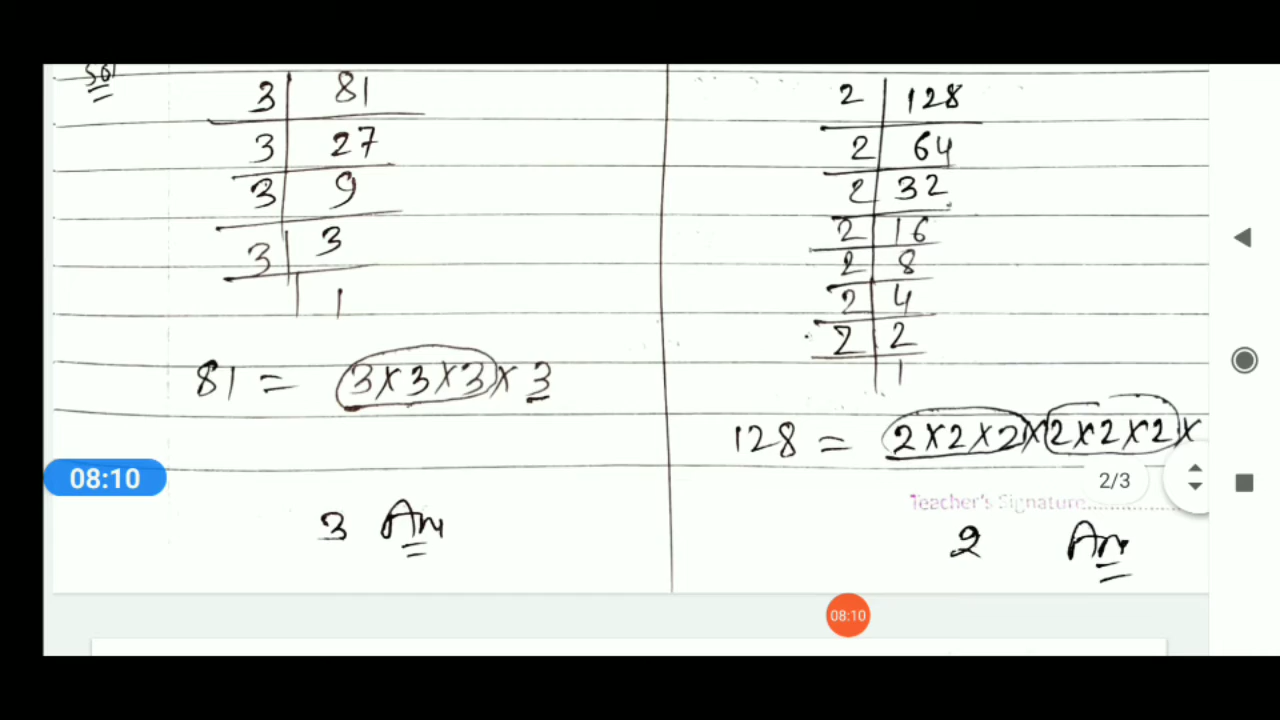 Sol
3 | 81
3 | 27
3 | 9
3 | 3
| 1
81 = 3×3×3×3
3 Ans
2 | 128
2 | 64
2 | 32
2 | 16
2 | 8
2 | 4
2 | 2
| 1
128 = 2×2×2×2×2×2×
2/3
Teacher's Signature..................
2 Ans
08:10
08:10